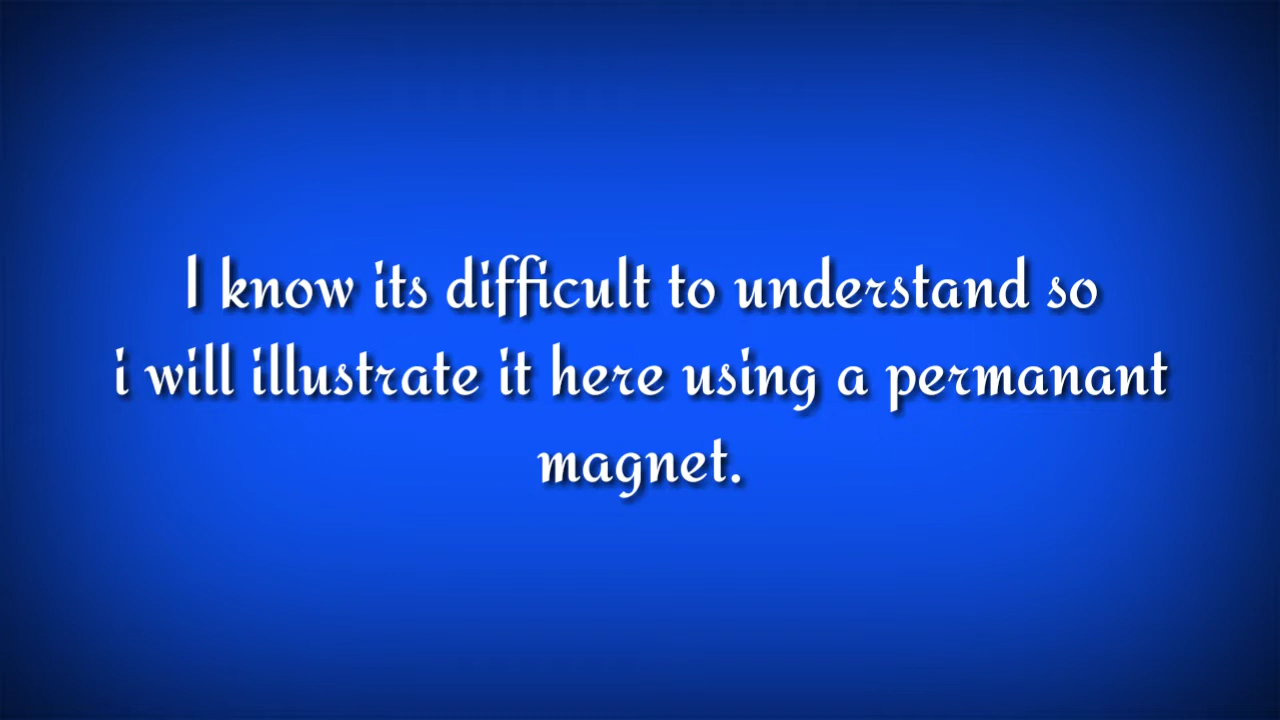 I know its difficult to understand so
i will illustrate it here using a permanant
magnet.